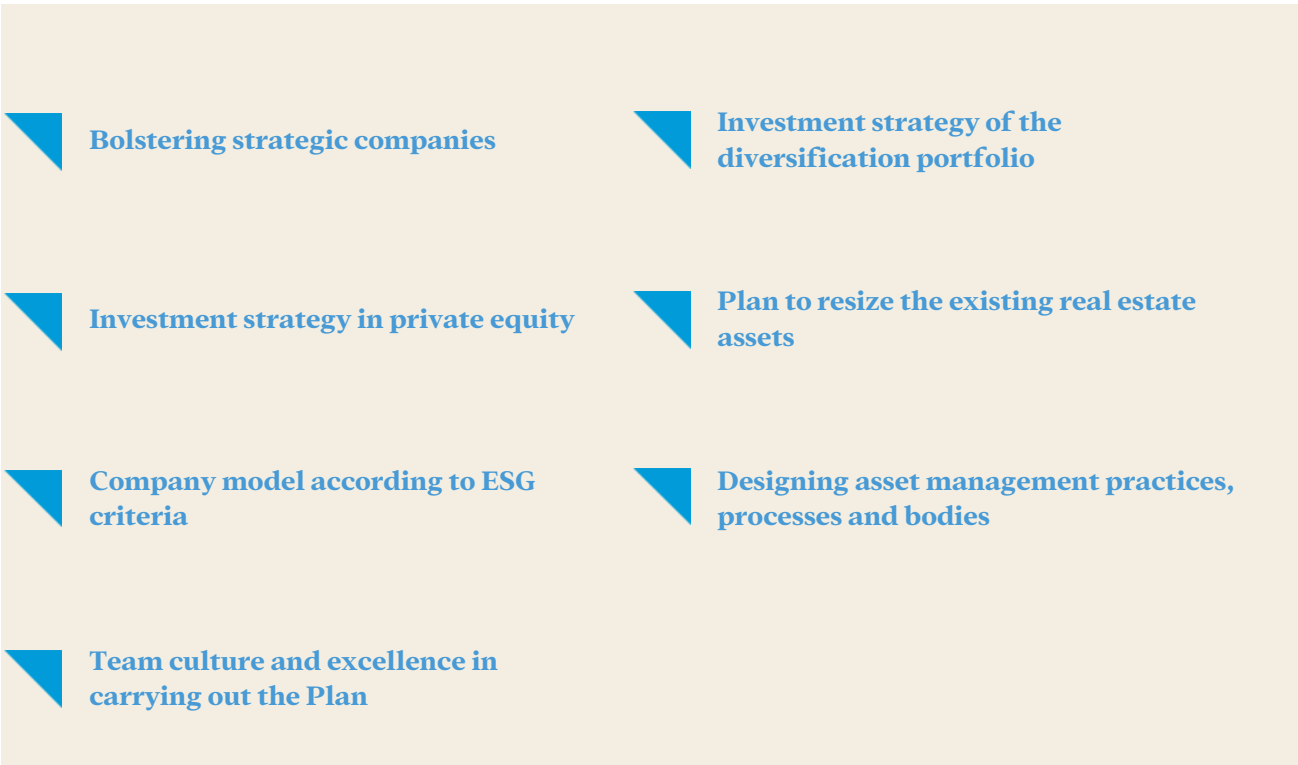 Bolstering strategic companies
Investment strategy of the
diversification portfolio
Investment strategy in private equity
Plan to resize the existing real estate
assets
Company model according to ESG
criteria
Designing asset management practices,
processes and bodies
Team culture and excellence in
carrying out the Plan